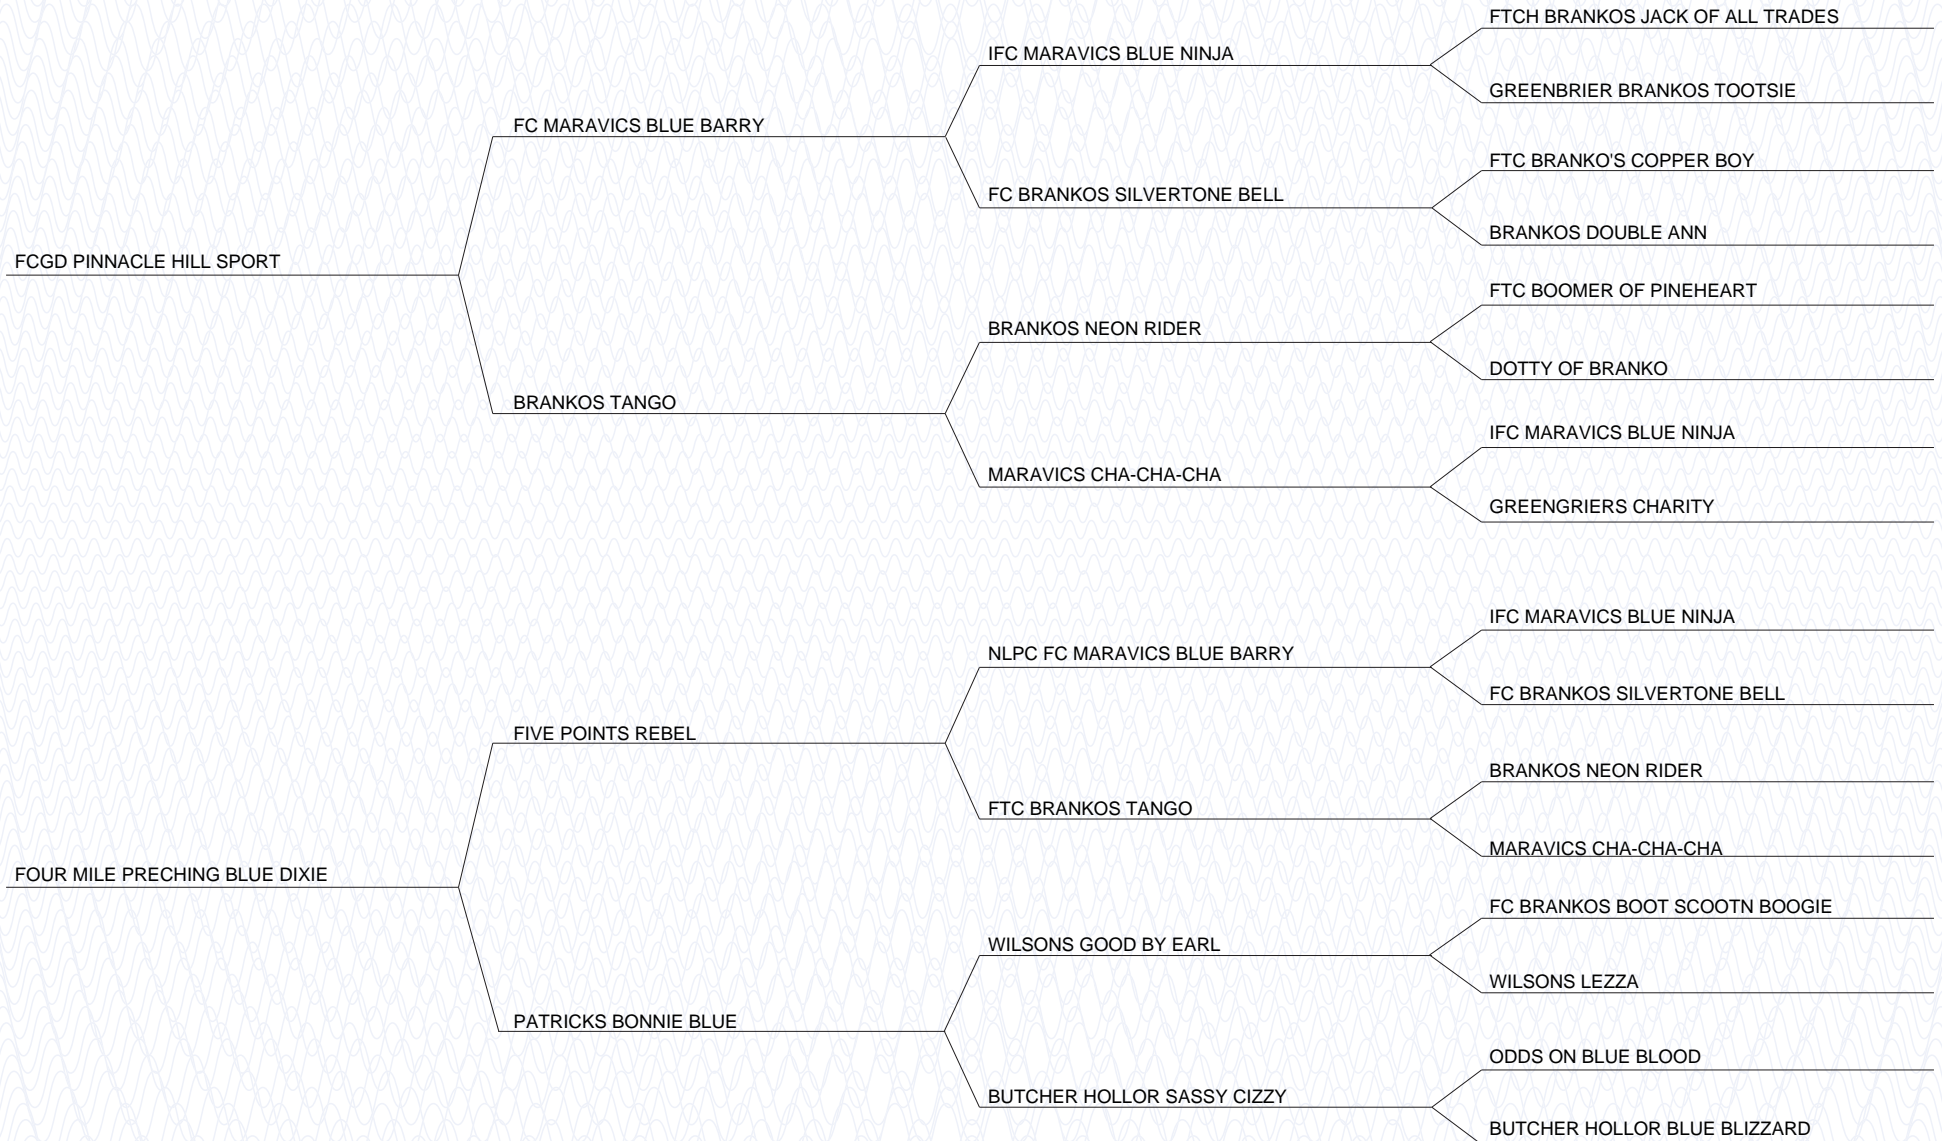 FTCH BRANKOS JACK OF ALL TRADES
IFC MARAVICS BLUE NINJA
GREENBRIER BRANKOS TOOTSIE
FC MARAVICS BLUE BARRY
FTC BRANKO'S COPPER BOY
FC BRANKOS SILVERTONE BELL
BRANKOS DOUBLE ANN
FCGD PINNACLE HILL SPORT
FTC BOOMER OF PINEHEART
BRANKOS NEON RIDER
DOTTY OF BRANKO
BRANKOS TANGO
IFC MARAVICS BLUE NINJA
MARAVICS CHA-CHA-CHA
GREENGRIERS CHARITY
IFC MARAVICS BLUE NINJA
NLPC FC MARAVICS BLUE BARRY
FC BRANKOS SILVERTONE BELL
FIVE POINTS REBEL
BRANKOS NEON RIDER
FTC BRANKOS TANGO
MARAVICS CHA-CHA-CHA
FOUR MILE PRECHING BLUE DIXIE
FC BRANKOS BOOT SCOOTN BOOGIE
WILSONS GOOD BY EARL
WILSONS LEZZA
PATRICKS BONNIE BLUE
ODDS ON BLUE BLOOD
BUTCHER HOLLOR SASSY CIZZY
BUTCHER HOLLOR BLUE BLIZZARD